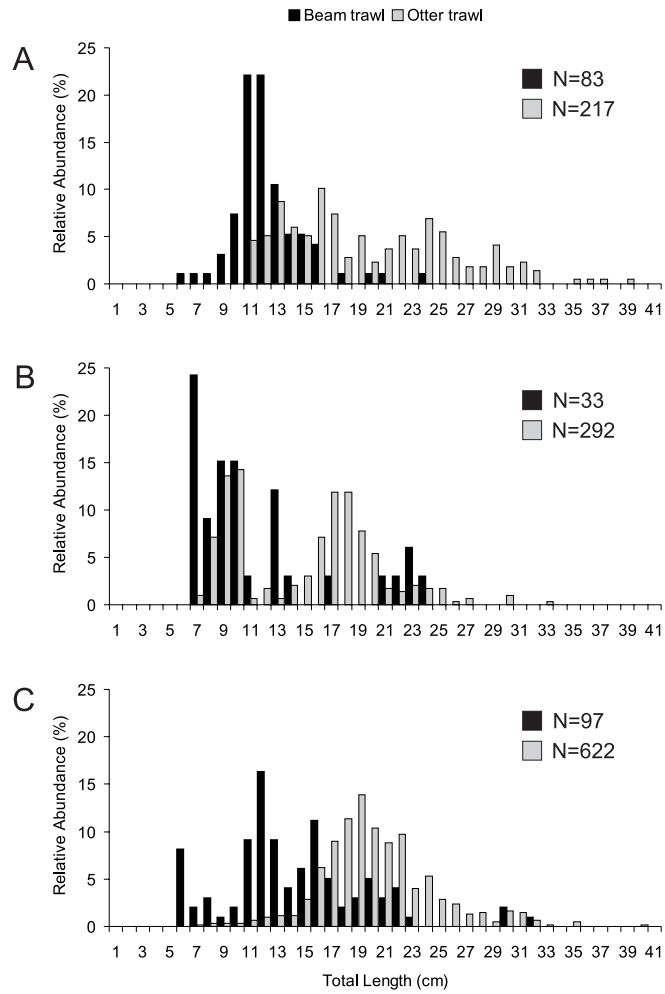 Beam trawl Otter trawl
A
25
20
15
10
5
0
Relative Abundance (%)
N=83
N=217
1 3 5 7 9 11 13 15 17 19 21 23 25 27 29 31 33 35 37 39 41
B
25
20
15
10
5
0
Relative Abundance (%)
N=33
N=292
1 3 5 7 9 11 13 15 17 19 21 23 25 27 29 31 33 35 37 39 41
C
25
20
15
10
5
0
Relative Abundance (%)
N=97
N=622
1 3 5 7 9 11 13 15 17 19 21 23 25 27 29 31 33 35 37 39 41
Total Length (cm)